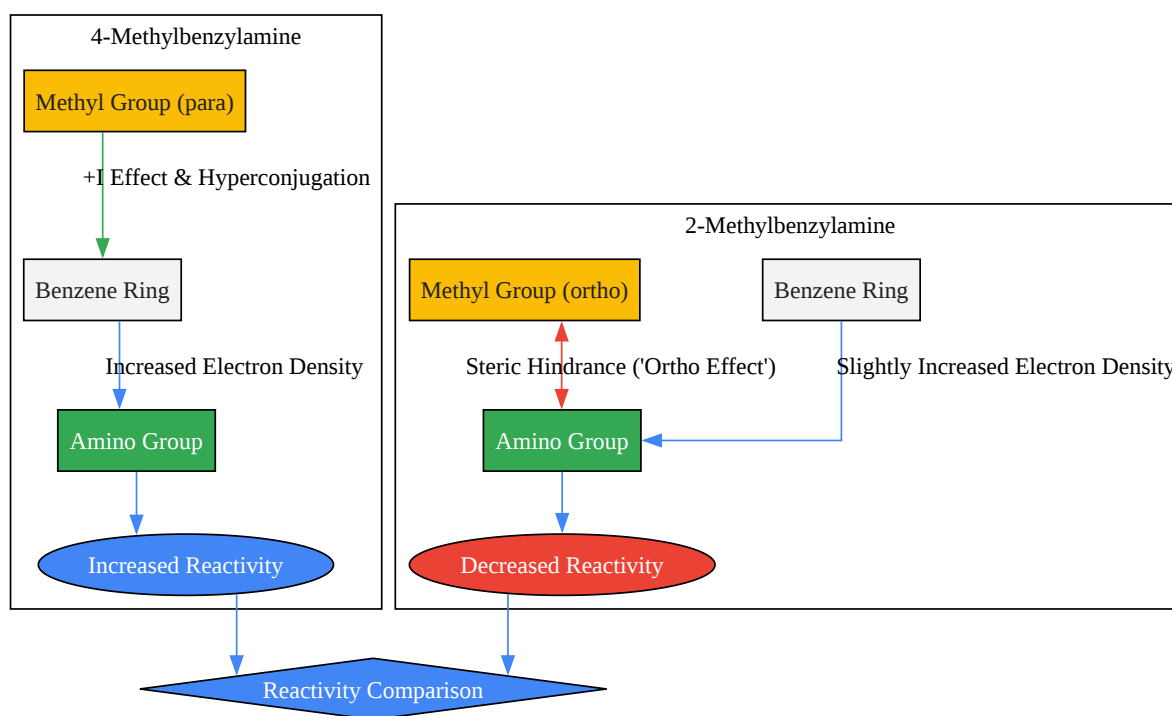 4-Methylbenzylamine
Methyl Group (para)
+I Effect & Hyperconjugation
Benzene Ring
Increased Electron Density
Amino Group
Increased Reactivity
2-Methylbenzylamine
Methyl Group (ortho)
Benzene Ring
Steric Hindrance ('Ortho Effect')
Slightly Increased Electron Density
Amino Group
Decreased Reactivity
Reactivity Comparison